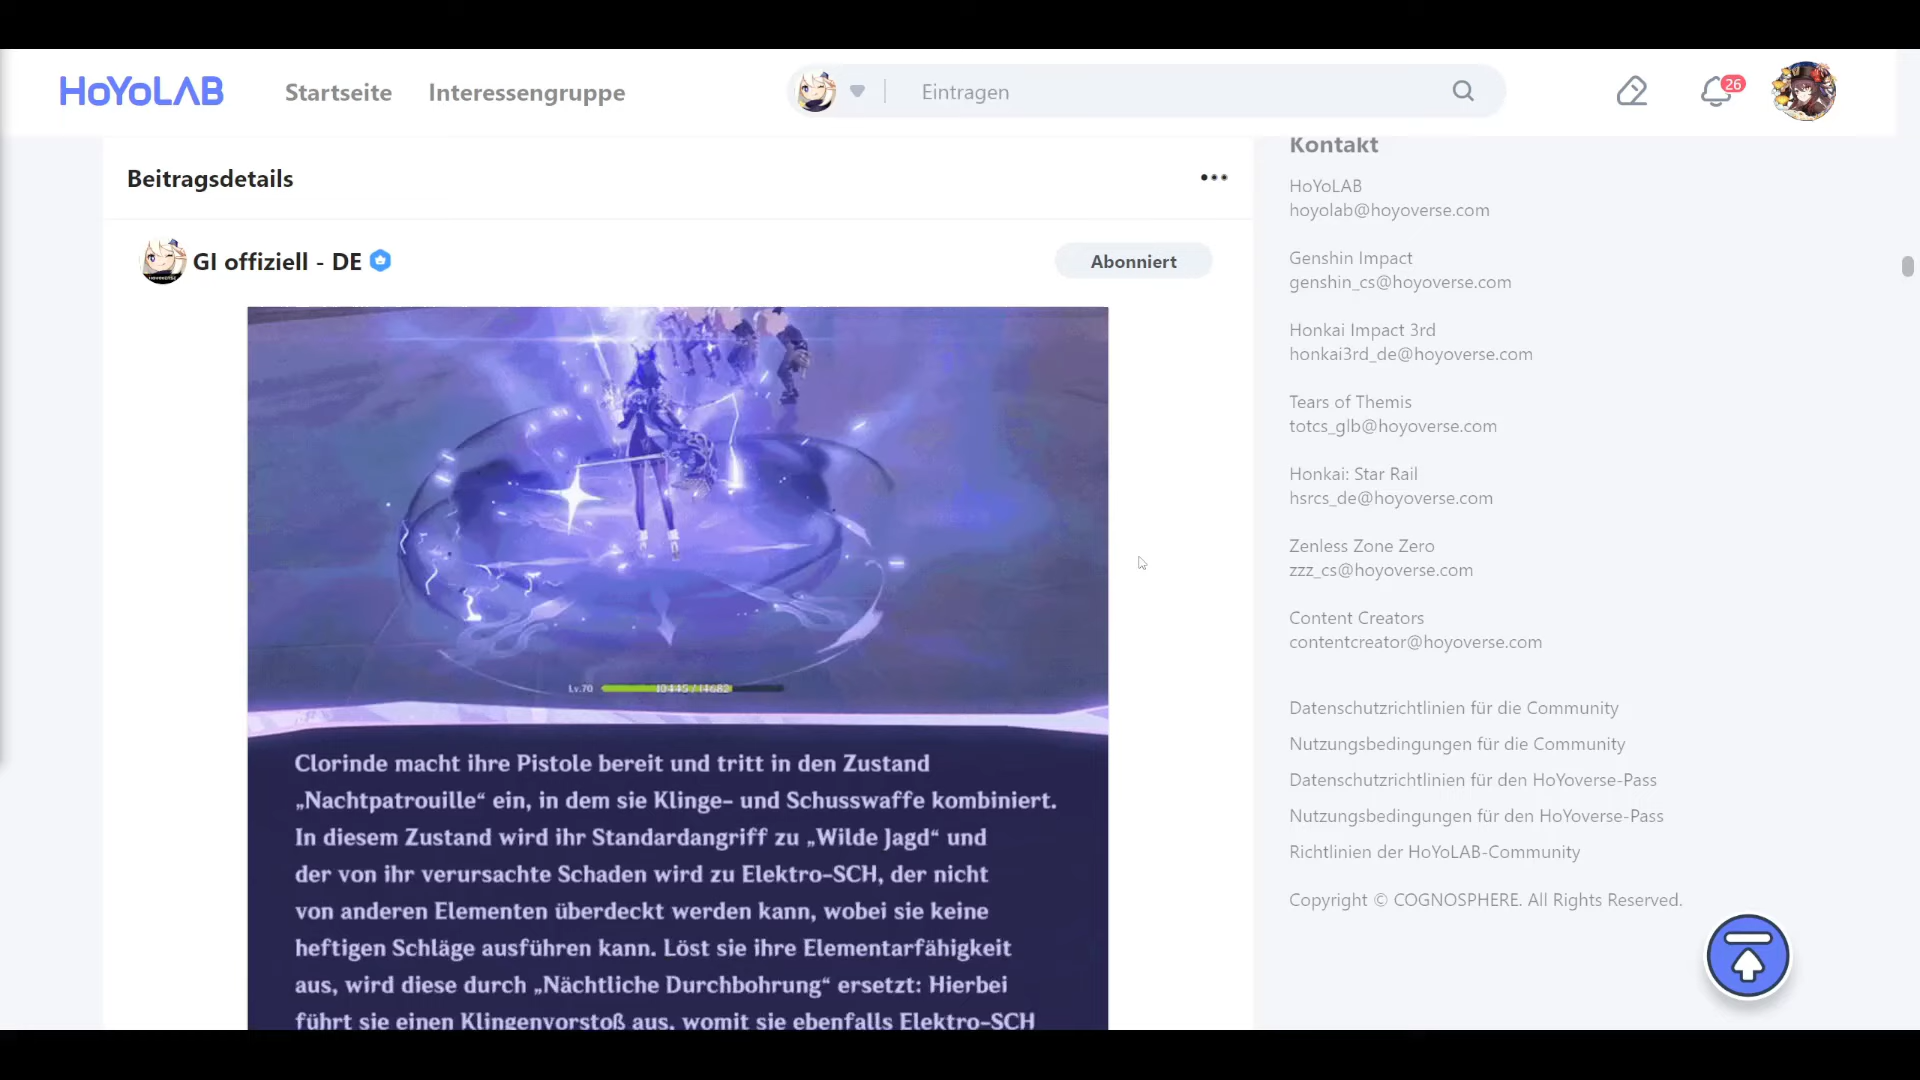 HoYoLAB
Startseite
Interessengruppe
Eintragen
26
Beitragsdetails
GI offiziell - DE
Abonniert
Lv.70
10445 / 14682
Clorinde macht ihre Pistole bereit und tritt in den Zustand
„Nachtpatrouille“ ein, in dem sie Klinge- und Schusswaffe kombiniert.
In diesem Zustand wird ihr Standardangriff zu „Wilde Jagd“ und
der von ihr verursachte Schaden wird zu Elektro-SCH, der nicht
von anderen Elementen überdeckt werden kann, wobei sie keine
heftigen Schläge ausführen kann. Löst sie ihre Elementarfähigkeit
aus, wird diese durch „Nächtliche Durchbohrung“ ersetzt: Hierbei
führt sie einen Klingenvorstoß aus, womit sie ebenfalls Elektro-SCH
Kontakt
HoYoLAB
hoyolab@hoyoverse.com
Genshin Impact
genshin_cs@hoyoverse.com
Honkai Impact 3rd
honkai3rd_de@hoyoverse.com
Tears of Themis
totcs_glb@hoyoverse.com
Honkai: Star Rail
hsrcs_de@hoyoverse.com
Zenless Zone Zero
zzz_cs@hoyoverse.com
Content Creators
contentcreator@hoyoverse.com
Datenschutzrichtlinien für die Community
Nutzungsbedingungen für die Community
Datenschutzrichtlinien für den HoYoverse-Pass
Nutzungsbedingungen für den HoYoverse-Pass
Richtlinien der HoYoLAB-Community
Copyright © COGNOSPHERE. All Rights Reserved.